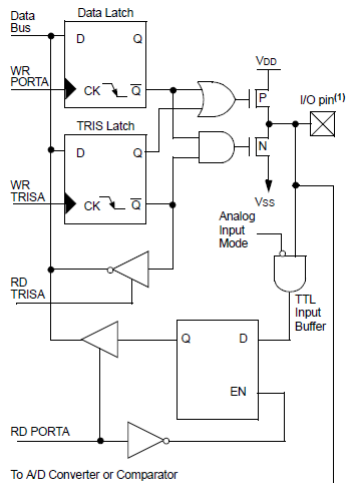 Data
Bus
Data Latch
D Q
WR
PORTA
CK Q
VDD
P
I/O pin(1)
TRIS Latch
D Q
N
WR
TRISA
CK Q
VSS
Analog
Input
Mode
RD
TRISA
TTL
Input
Buffer
Q D
EN
RD PORTA
To A/D Converter or Comparator